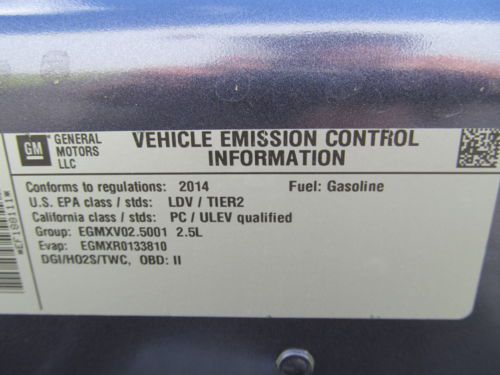 GM
GENERAL
MOTORS
LLC
VEHICLE EMISSION CONTROL
INFORMATION
Conforms to regulations: 2014 Fuel: Gasoline
U.S. EPA class / stds: LDV / TIER2
California class / stds: PC / ULEV qualified
Group: EGMXV02.5001 2.5L
Evap: EGMXR0133810
DGI/HO2S/TWC, OBD: II
*EF188111*